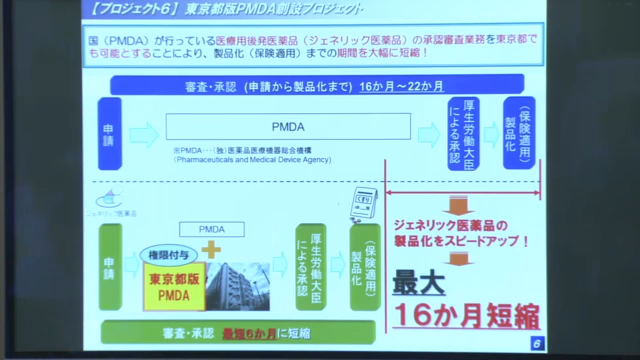 【プロジェクト6】 東京都版PMDA創設プロジェクト
国（PMDA）が行っている医療用後発医薬品（ジェネリック医薬品）の承認審査業務を東京都で
も可能とすることにより、製品化（保険適用）までの期間を大幅に短縮！
審査・承認 （申請から製品化まで） 16か月～22か月
申請
PMDA
厚生労働大臣
による承認
製品化
（保険適用）
※PMDA･･･（独）医薬品医療機器総合機構
（Pharmaceuticals and Medical Device Agency）
ジェネリック医薬品
くすり
申請
PMDA
権限付与
東京都版
PMDA
厚生労働大臣
による承認
製品化
（保険適用）
ジェネリック医薬品の
製品化をスピードアップ！
最大
16か月短縮
審査・承認 最短6か月に短縮
6